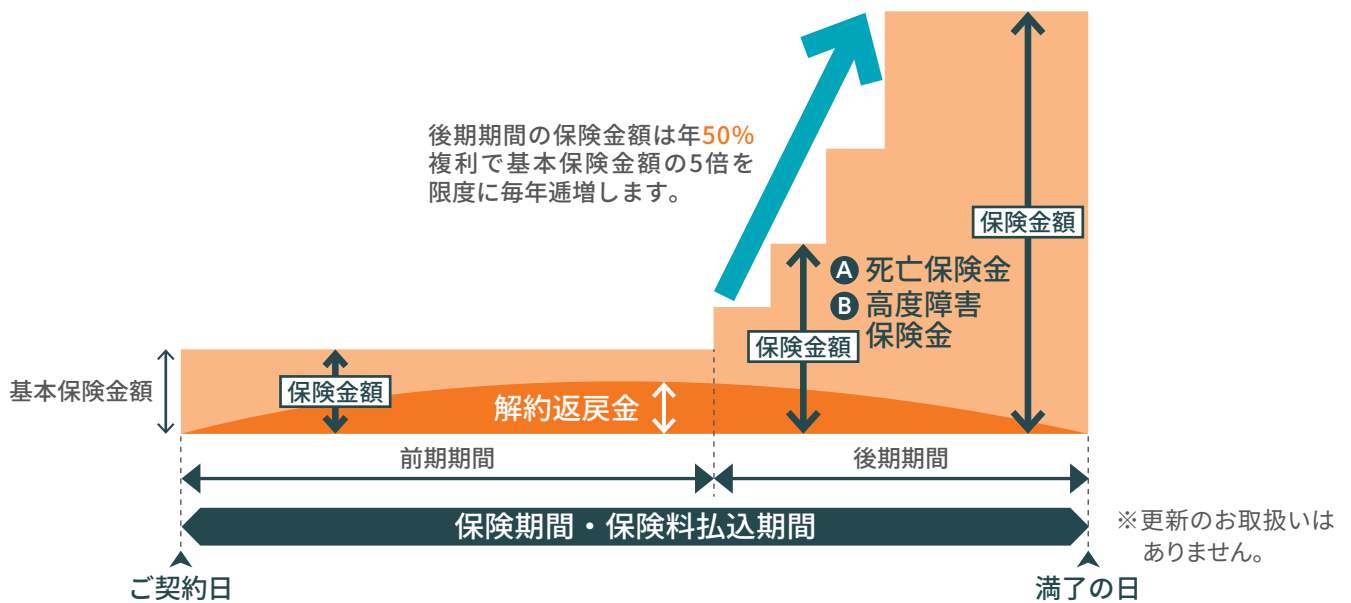 後期期間の保険金額は年50%
複利で基本保険金額の5倍を
限度に毎年逓増します。
保険金額
A 死亡保険金
B 高度障害
保険金
保険金額
基本保険金額
保険金額
解約返戻金
前期期間
後期期間
保険期間・保険料払込期間
※更新のお取扱いは
ありません。
ご契約日
満了の日